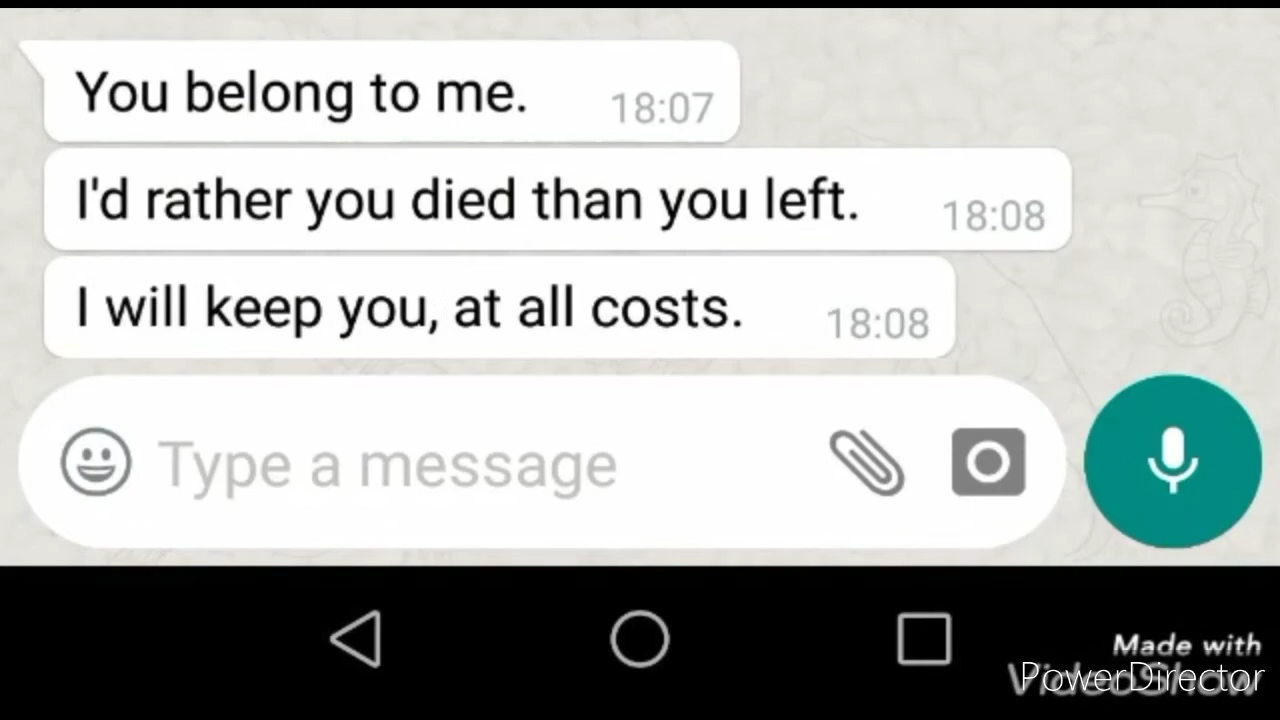 You belong to me.
18:07
I'd rather you died than you left.
18:08
I will keep you, at all costs.
18:08
Type a message
Made with
VideoShow
PowerDirector